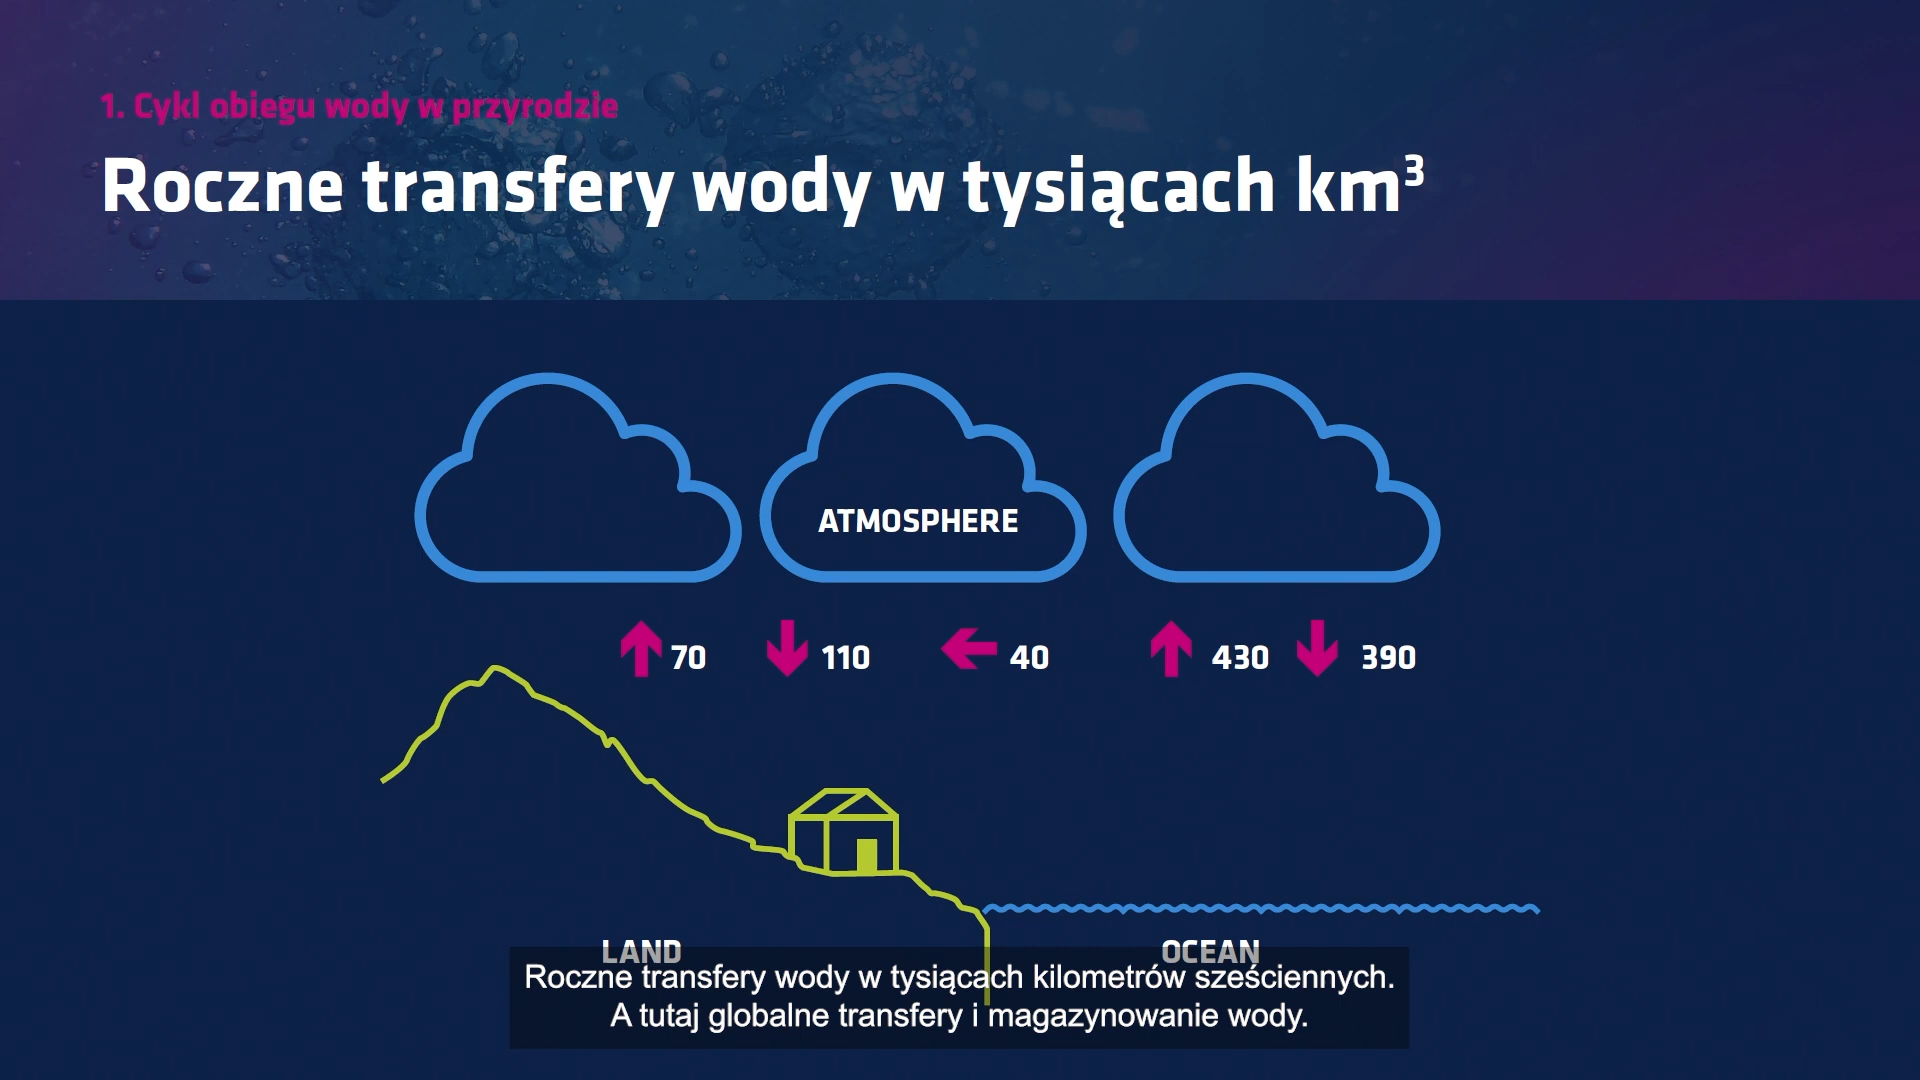 1. Cykl obiegu wody w przyrodzie
Roczne transfery wody w tysiącach km³
ATMOSPHERE
70 110 40 430 390
LAND OCEAN
Roczne transfery wody w tysiącach kilometrów sześciennych.
A tutaj globalne transfery i magazynowanie wody.